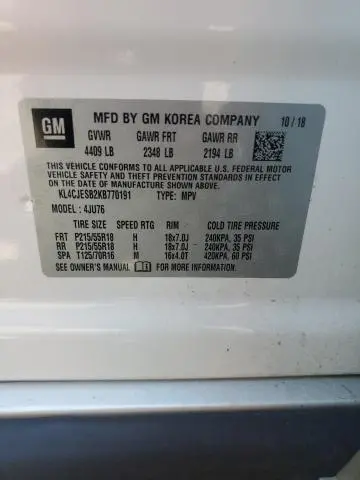 GM
MFD BY GM KOREA COMPANY 10/18
GVWR GAWR FRT GAWR RR
4409 LB 2348 LB 2194 LB
THIS VEHICLE CONFORMS TO ALL APPLICABLE U.S. FEDERAL MOTOR
VEHICLE SAFETY AND THEFT PREVENTION STANDARDS IN EFFECT ON
THE DATE OF MANUFACTURE SHOWN ABOVE.
KL4CJESB2KB770191 TYPE: MPV
MODEL: 4JU76
TIRE SIZE SPEED RTG RIM COLD TIRE PRESSURE
FRT P215/55R18 H 18x7.0J 240KPA, 35 PSI
RR P215/55R18 H 18x7.0J 240KPA, 35 PSI
SPA T125/70R16 M 16x4.0T 420KPA, 60 PSI
SEE OWNER'S MANUAL FOR MORE INFORMATION.